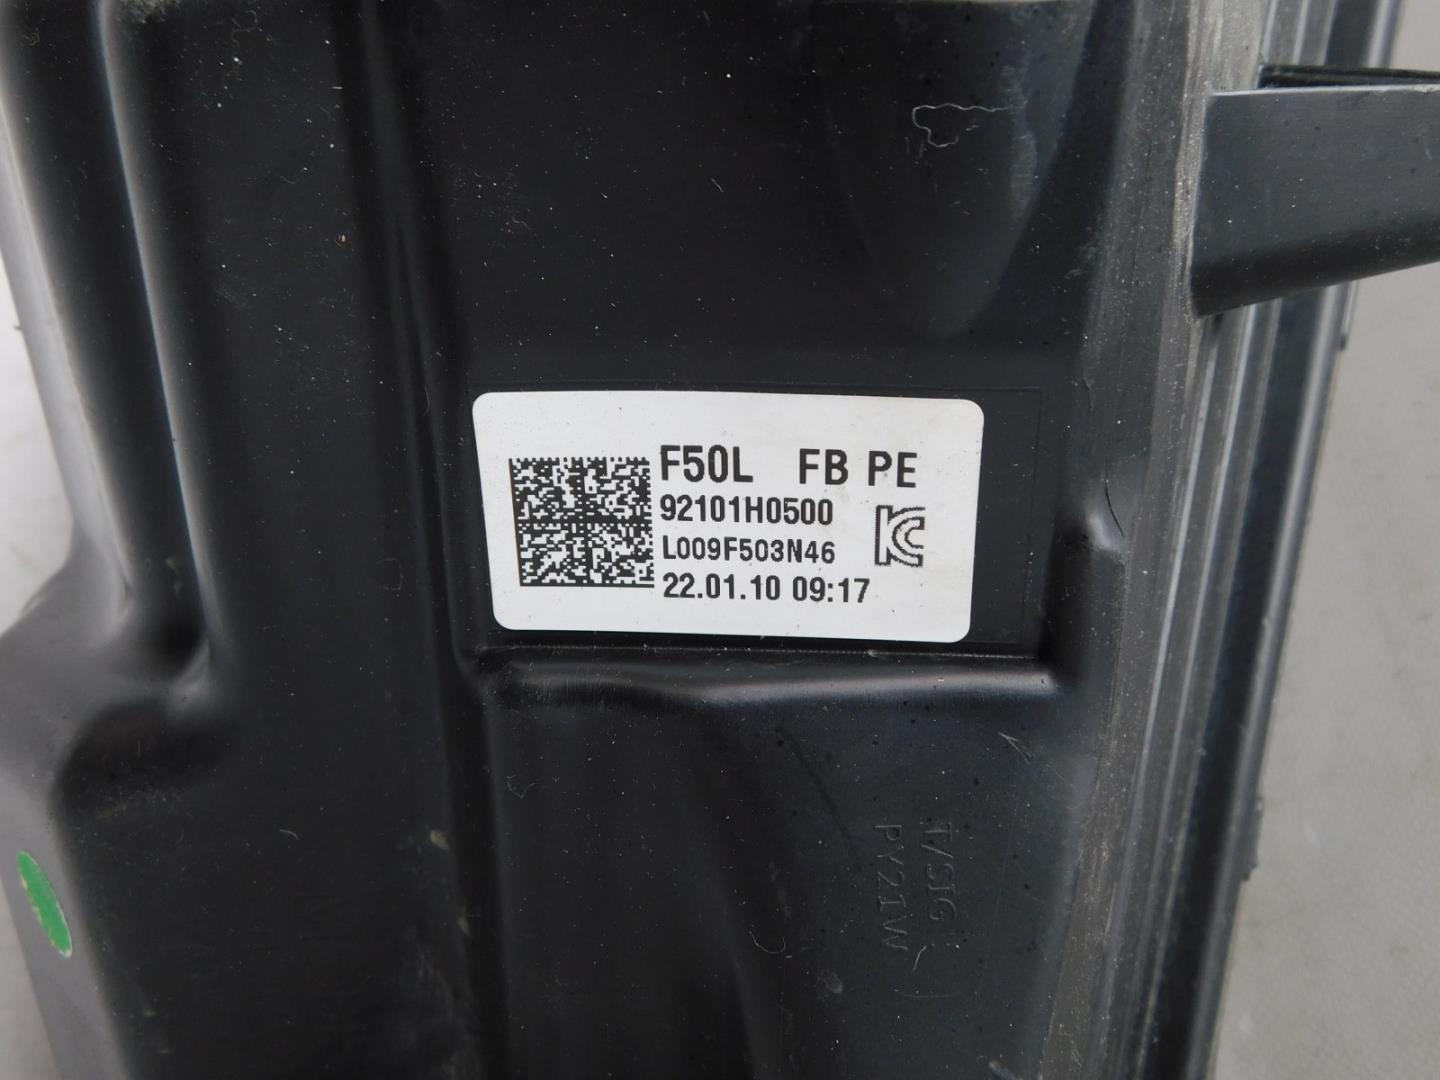 F50L FB PE
92101H0500
L009F503N46
22.01.10 09:17
T/SIG
PY21W